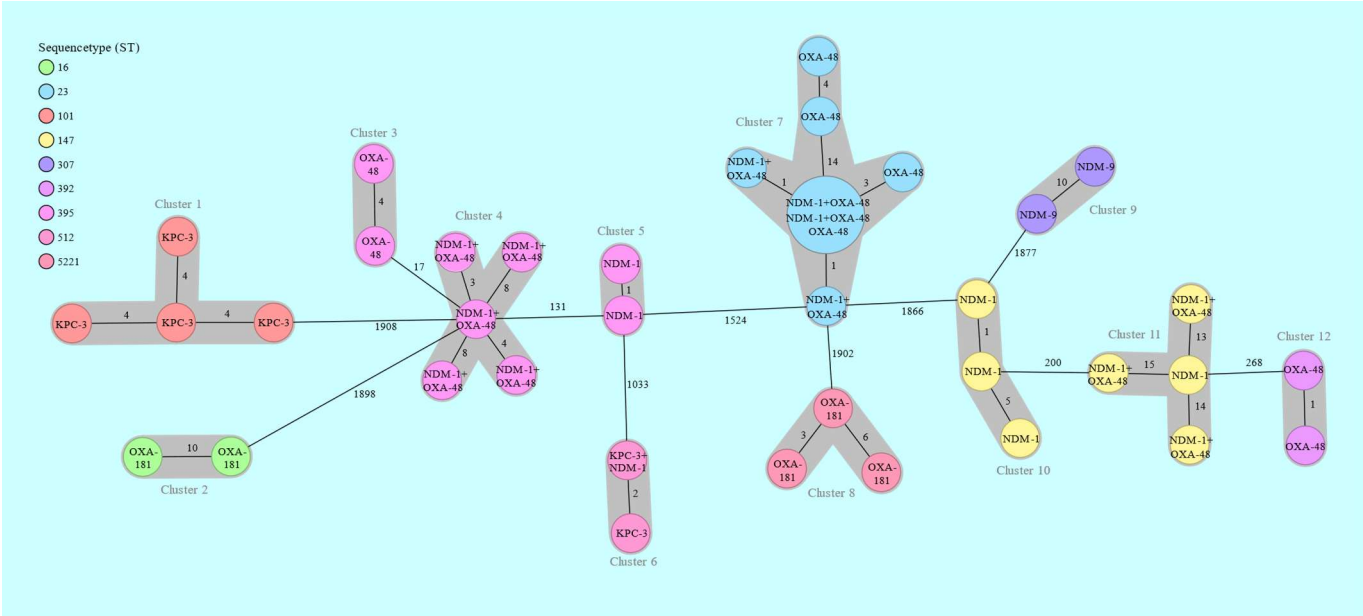 Sequencetype (ST)
16
23
101
147
307
392
395
512
5221
Cluster 1
KPC-3
4
KPC-3
4
KPC-3
4
KPC-3
1908
Cluster 2
OXA-
181
10
OXA-
181
1898
Cluster 3
OXA-
48
4
OXA-
48
17
Cluster 4
NDM-1+
OXA-48
NDM-1+
OXA-48
3
8
NDM-1+
OXA-48
8
4
NDM-1+
OXA-48
NDM-1+
OXA-48
131
Cluster 5
NDM-1
1
NDM-1
1033
KPC-3+
NDM-1
2
KPC-3
Cluster 6
1524
Cluster 7
OXA-48
4
OXA-48
14
NDM-1+
OXA-48
1
OXA-48
3
NDM-1+OXA-48
NDM-1+OXA-48
OXA-48
1
NDM-1+
OXA-48
1902
OXA-
181
3
6
OXA-
181
OXA-
181
Cluster 8
1866
NDM-9
10
NDM-9
Cluster 9
1877
NDM-1
1
NDM-1
5
NDM-1
Cluster 10
200
Cluster 11
NDM-1+
OXA-48
13
NDM-1+
OXA-48
15
NDM-1
14
NDM-1+
OXA-48
268
Cluster 12
OXA-48
1
OXA-48